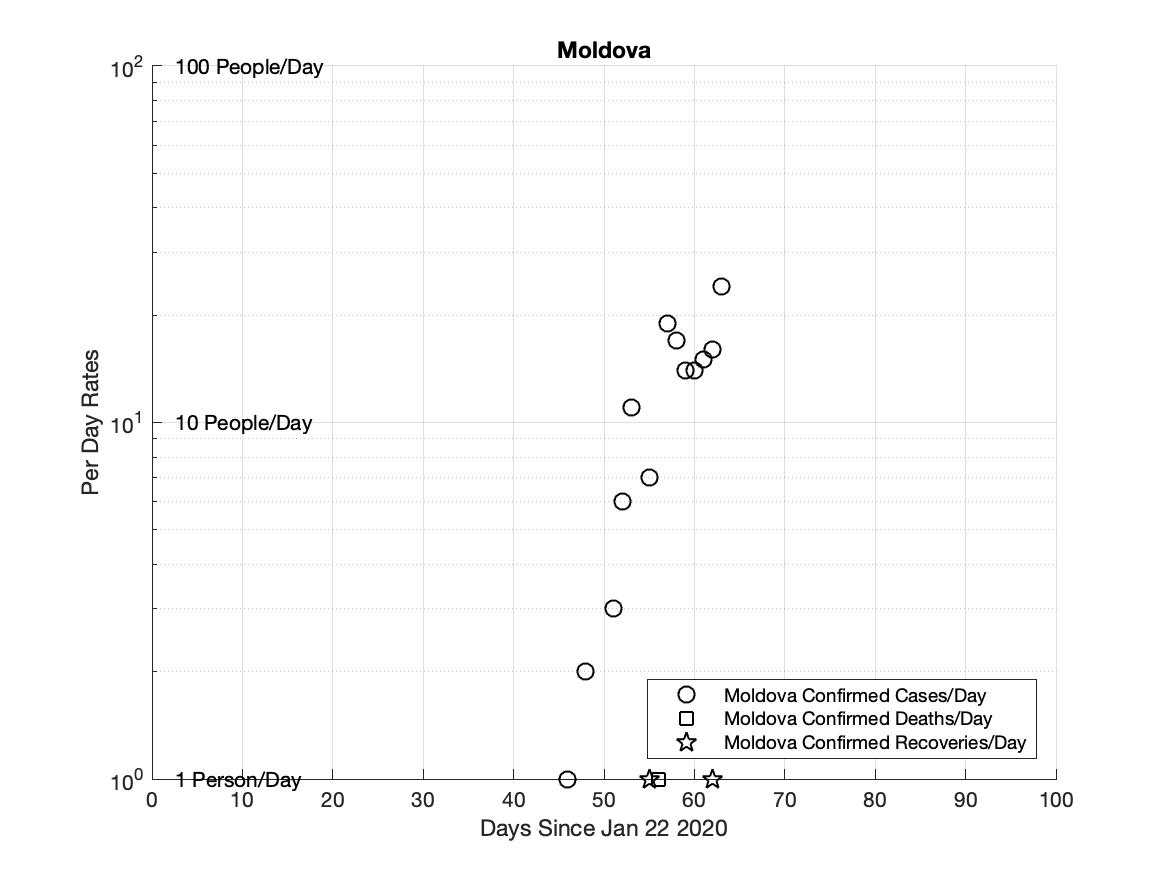 Moldova
10² 100 People/Day
Per Day Rates
10¹ 10 People/Day
Moldova Confirmed Cases/Day
Moldova Confirmed Deaths/Day
Moldova Confirmed Recoveries/Day
10⁰ 1 Person/Day
0 10 20 30 40 50 60 70 80 90 100
Days Since Jan 22 2020